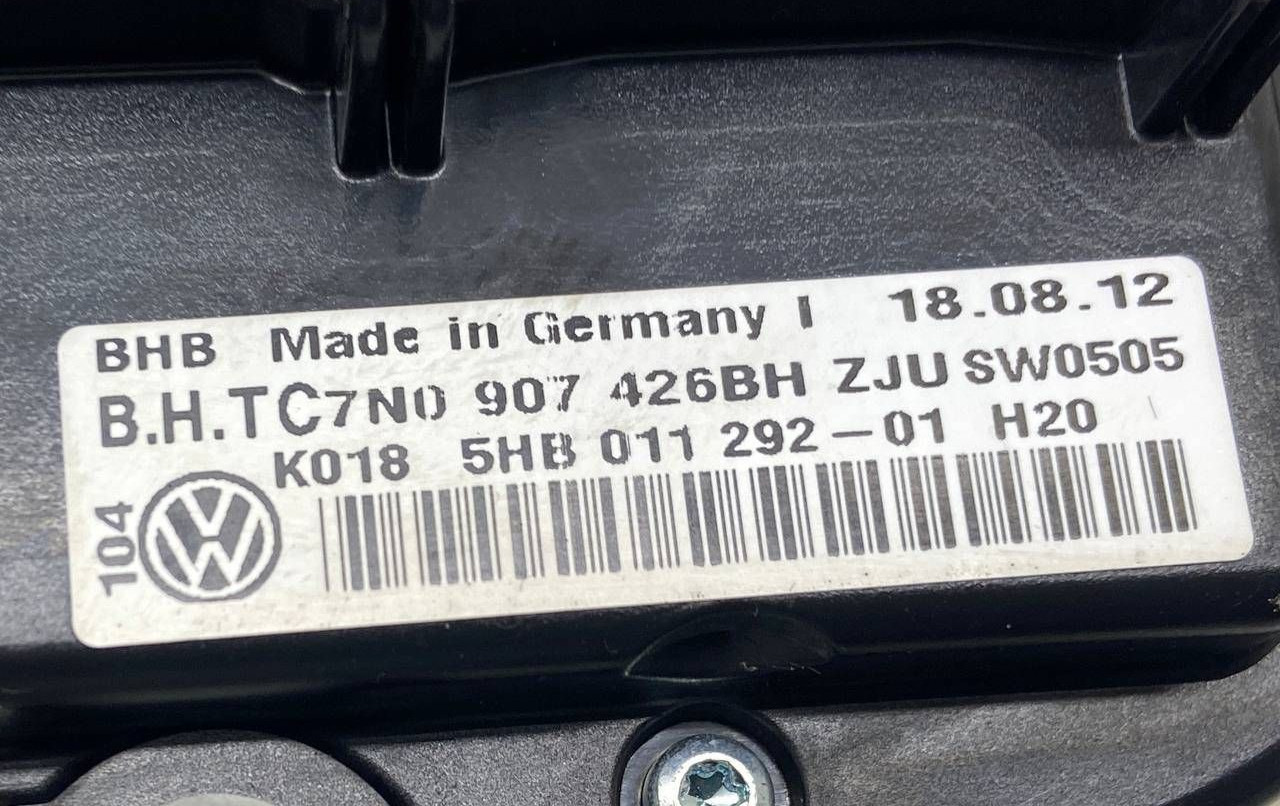 BHB Made in Germany I 18.08.12
B.H.TC7N0 907 426BH ZJU SW0505
K018 5HB 011 292-01 H20
104